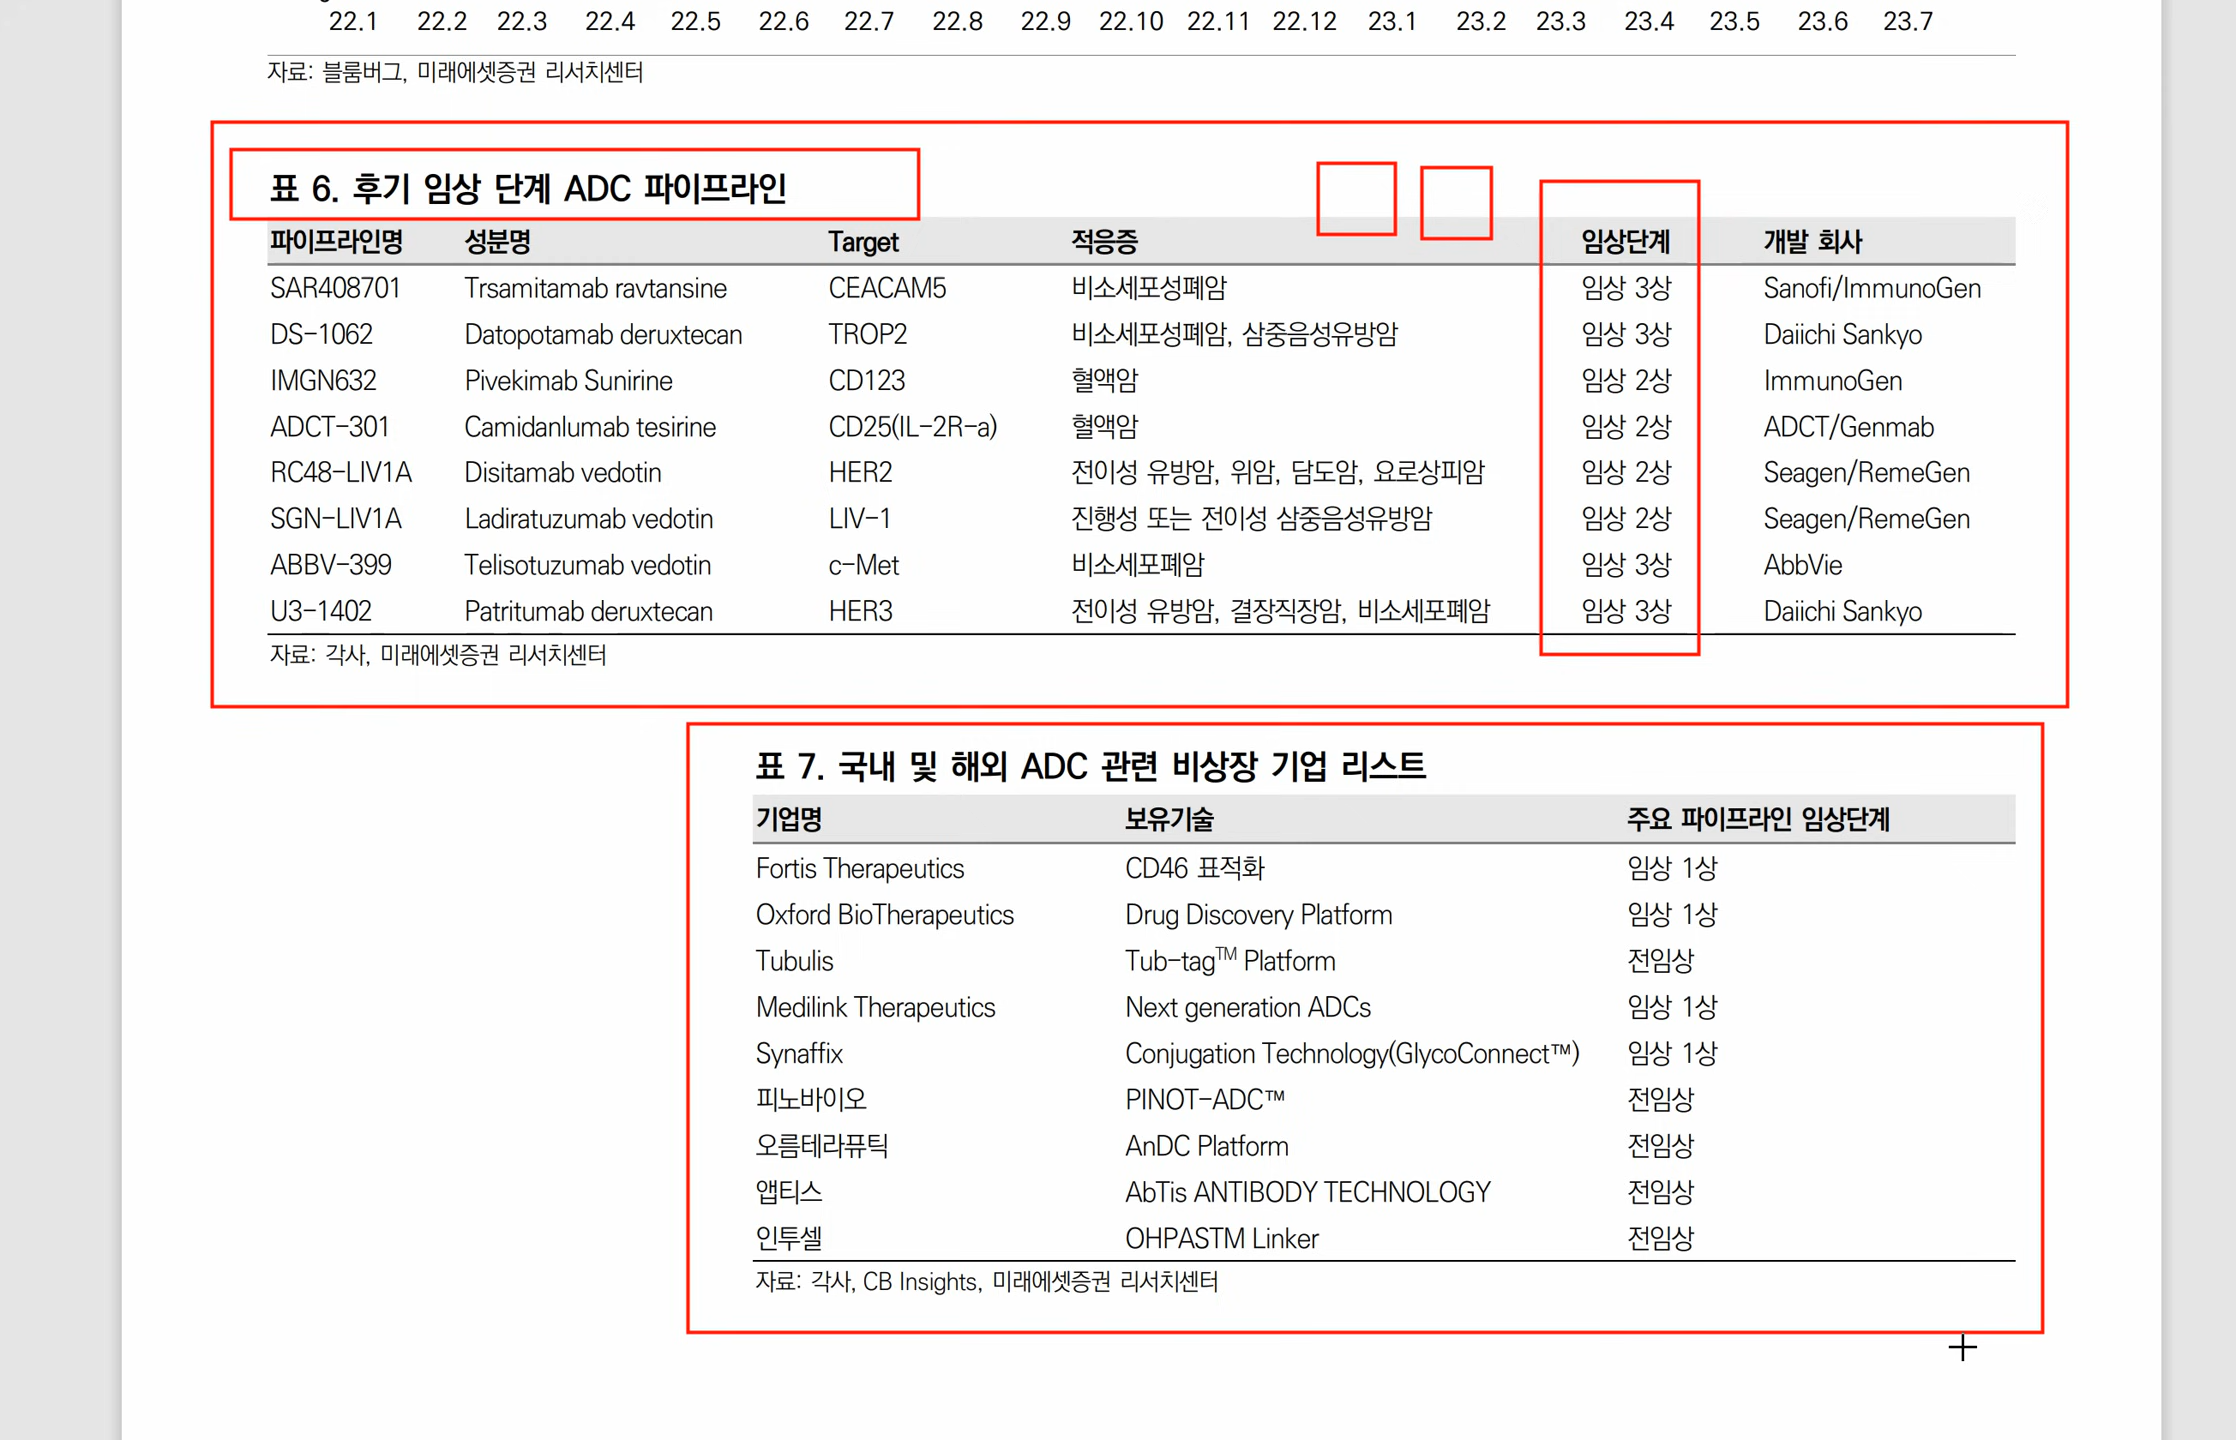 22.1 22.2 22.3 22.4 22.5 22.6 22.7 22.8 22.9 22.10 22.11 22.12 23.1 23.2 23.3 23.4 23.5 23.6 23.7
자료: 블룸버그, 미래에셋증권 리서치센터
표 6. 후기 임상 단계 ADC 파이프라인
파이프라인명 성분명 Target 적응증 임상단계 개발 회사
SAR408701 Trsamitamab ravtansine CEACAM5 비소세포성폐암 임상 3상 Sanofi/ImmunoGen
DS-1062 Datopotamab deruxtecan TROP2 비소세포성폐암, 삼중음성유방암 임상 3상 Daiichi Sankyo
IMGN632 Pivekimab Sunirine CD123 혈액암 임상 2상 ImmunoGen
ADCT-301 Camidanlumab tesirine CD25(IL-2R-a) 혈액암 임상 2상 ADCT/Genmab
RC48-LIV1A Disitamab vedotin HER2 전이성 유방암, 위암, 담도암, 요로상피암 임상 2상 Seagen/RemeGen
SGN-LIV1A Ladiratuzumab vedotin LIV-1 진행성 또는 전이성 삼중음성유방암 임상 2상 Seagen/RemeGen
ABBV-399 Telisotuzumab vedotin c-Met 비소세포폐암 임상 3상 AbbVie
U3-1402 Patritumab deruxtecan HER3 전이성 유방암, 결장직장암, 비소세포폐암 임상 3상 Daiichi Sankyo
자료: 각사, 미래에셋증권 리서치센터
표 7. 국내 및 해외 ADC 관련 비상장 기업 리스트
기업명 보유기술 주요 파이프라인 임상단계
Fortis Therapeutics CD46 표적화 임상 1상
Oxford BioTherapeutics Drug Discovery Platform 임상 1상
Tubulis Tub-tag™ Platform 전임상
Medilink Therapeutics Next generation ADCs 임상 1상
Synaffix Conjugation Technology(GlycoConnect™) 임상 1상
피노바이오 PINOT-ADC™ 전임상
오름테라퓨틱 AnDC Platform 전임상
앱티스 AbTis ANTIBODY TECHNOLOGY 전임상
인투셀 OHPASTM Linker 전임상
자료: 각사, CB Insights, 미래에셋증권 리서치센터